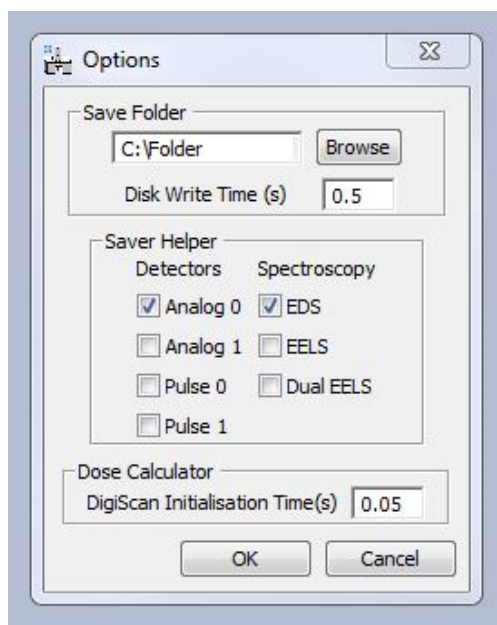 Options
Save Folder
C:\Folder Browse
Disk Write Time (s) 0.5
Saver Helper
Detectors Spectroscopy
Analog 0 EDS
Analog 1 EELS
Pulse 0 Dual EELS
Pulse 1
Dose Calculator
DigiScan Initialisation Time(s) 0.05
OK Cancel